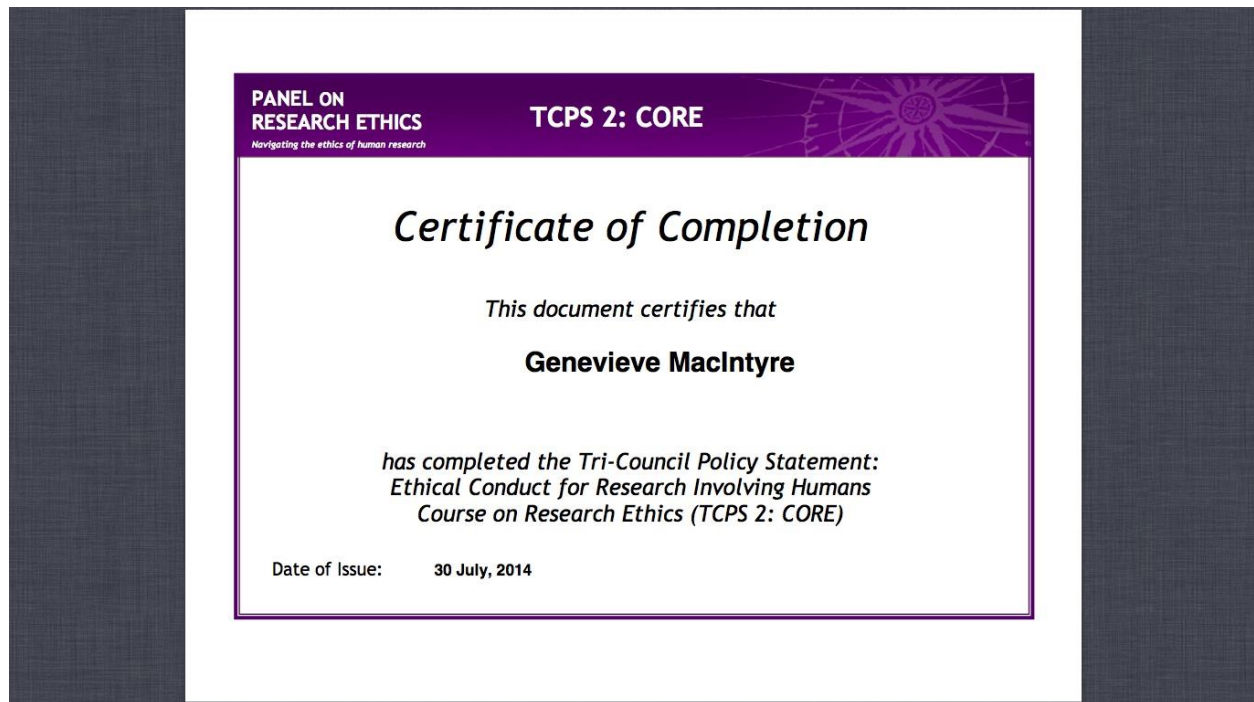 PANEL ON
RESEARCH ETHICS
Navigating the ethics of human research
TCPS 2: CORE
Certificate of Completion
This document certifies that
Genevieve MacIntyre
has completed the Tri-Council Policy Statement:
Ethical Conduct for Research Involving Humans
Course on Research Ethics (TCPS 2: CORE)
Date of Issue: 30 July, 2014